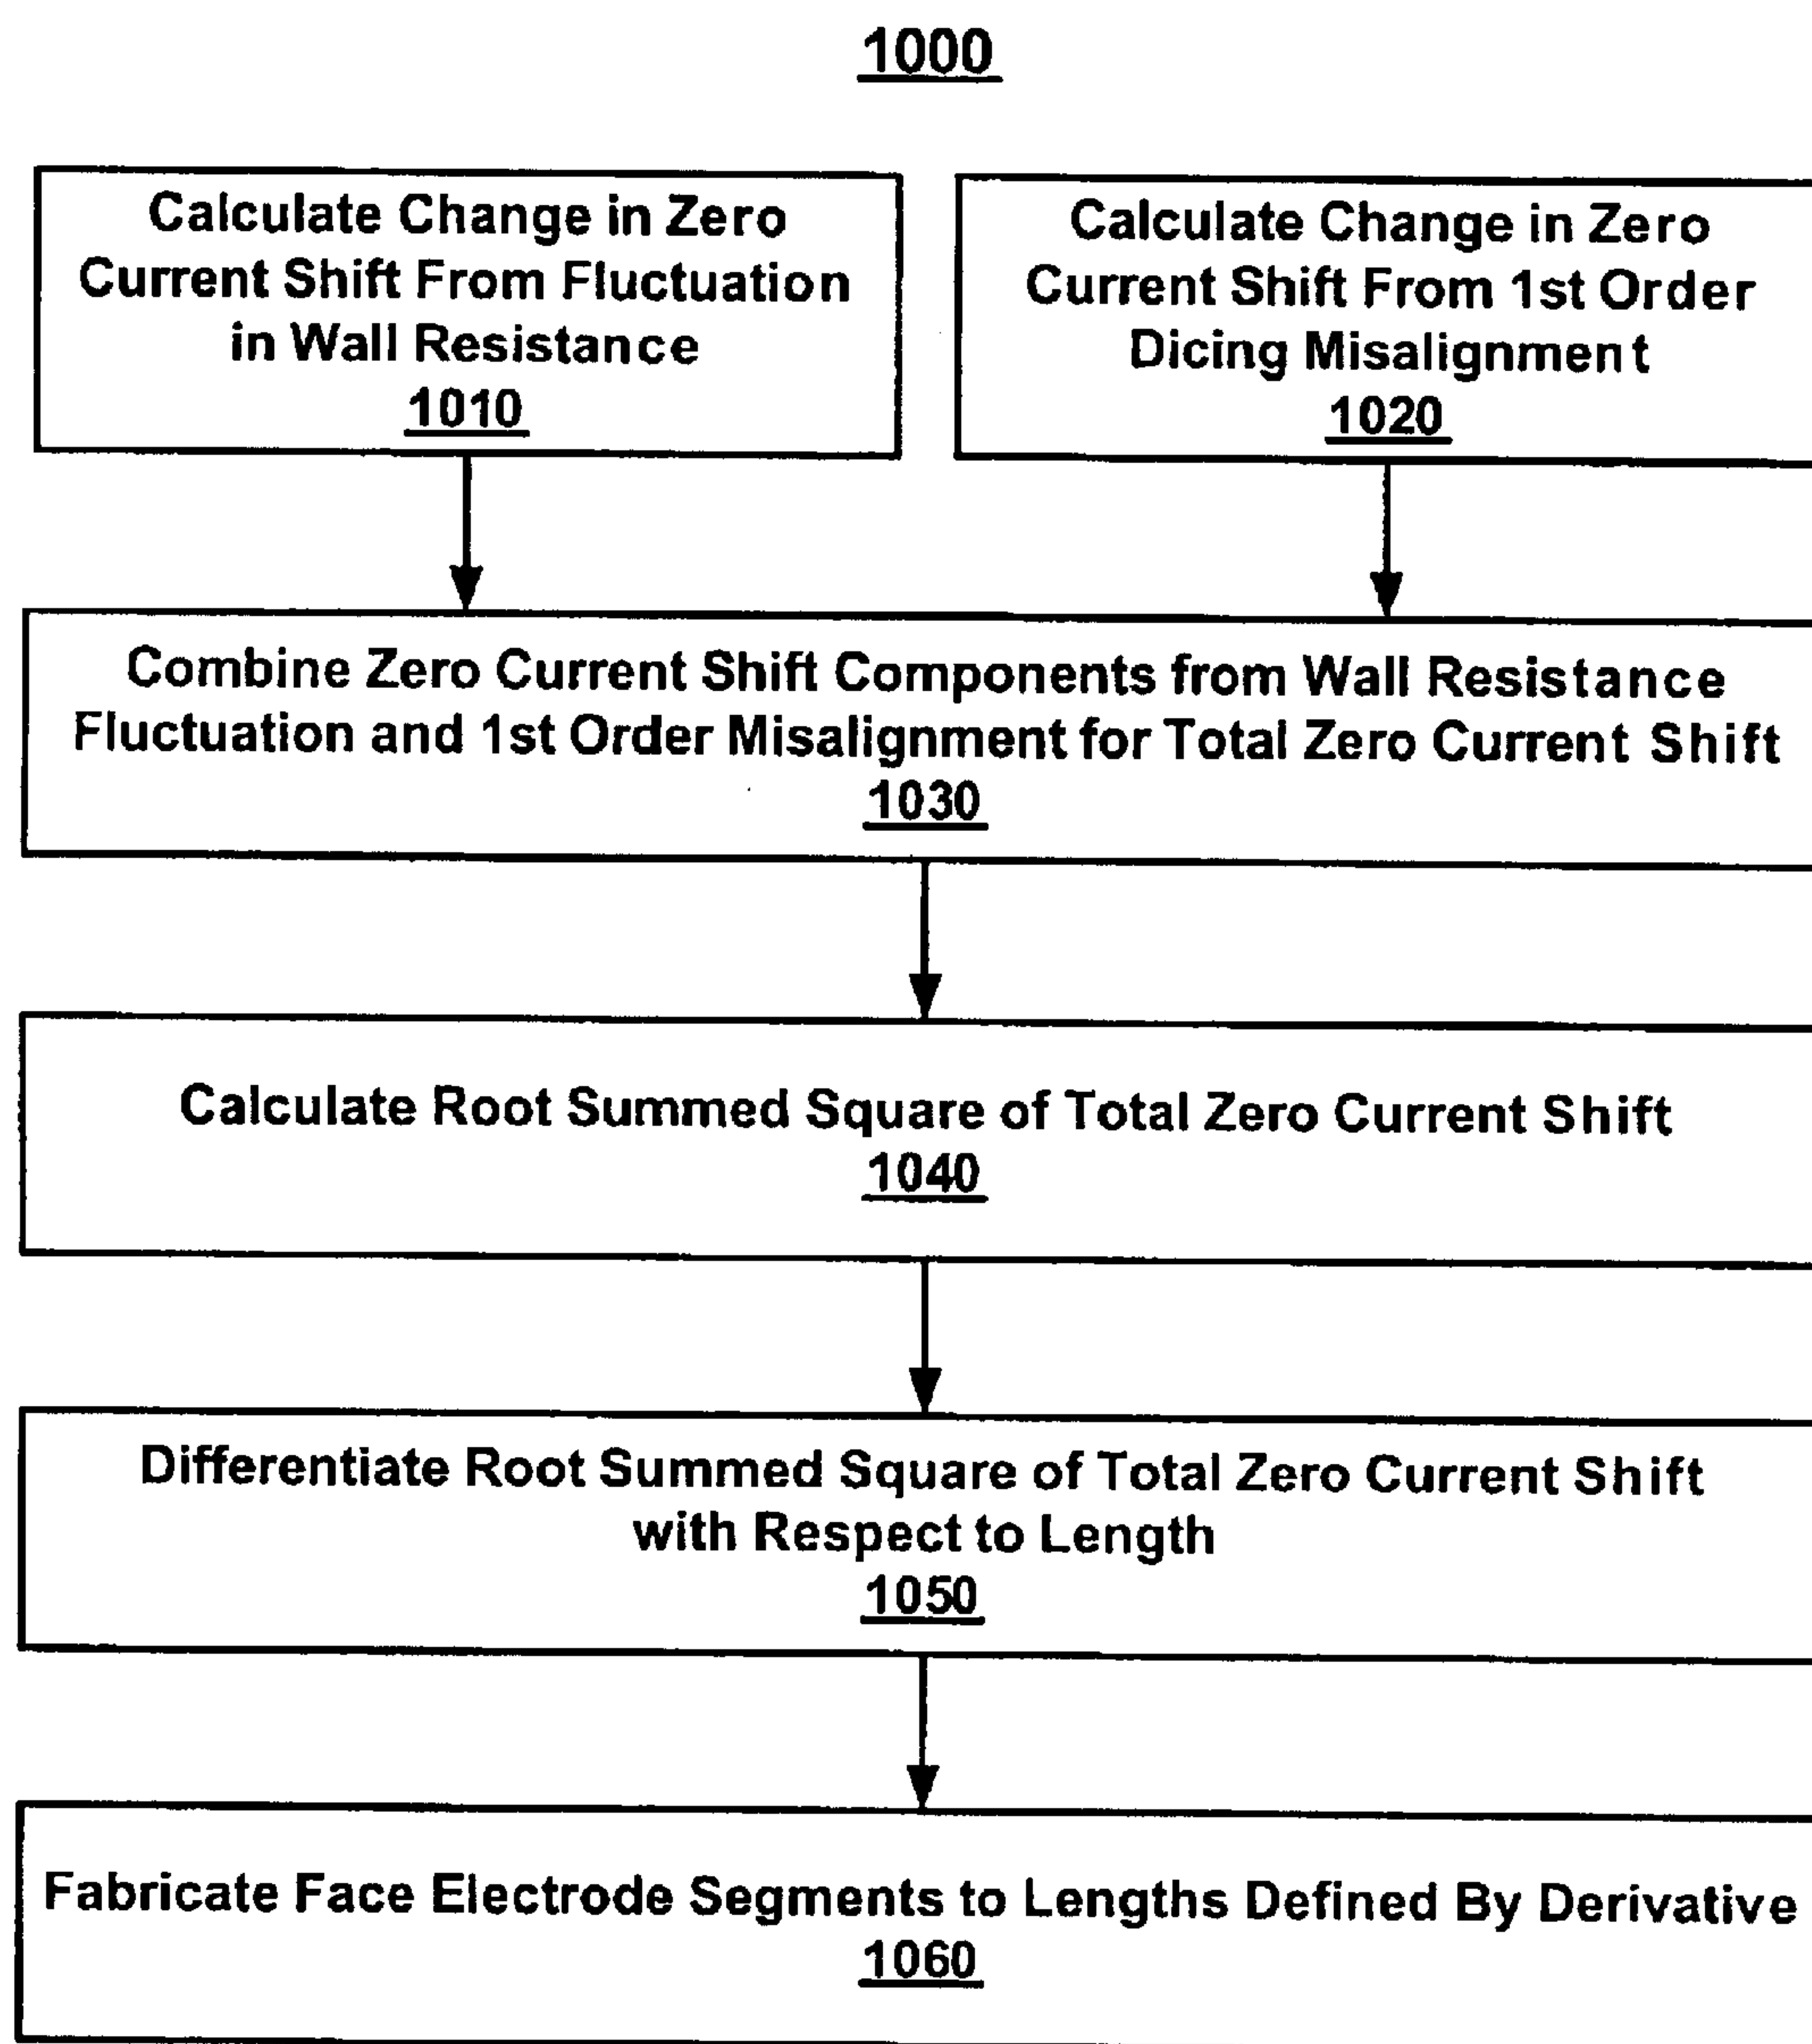 1000
Calculate Change in Zero
Current Shift From Fluctuation
in Wall Resistance
1010
Calculate Change in Zero
Current Shift From 1st Order
Dicing Misalignment
1020
Combine Zero Current Shift Components from Wall Resistance
Fluctuation and 1st Order Misalignment for Total Zero Current Shift
1030
Calculate Root Summed Square of Total Zero Current Shift
1040
Differentiate Root Summed Square of Total Zero Current Shift
with Respect to Length
1050
Fabricate Face Electrode Segments to Lengths Defined By Derivative
1060